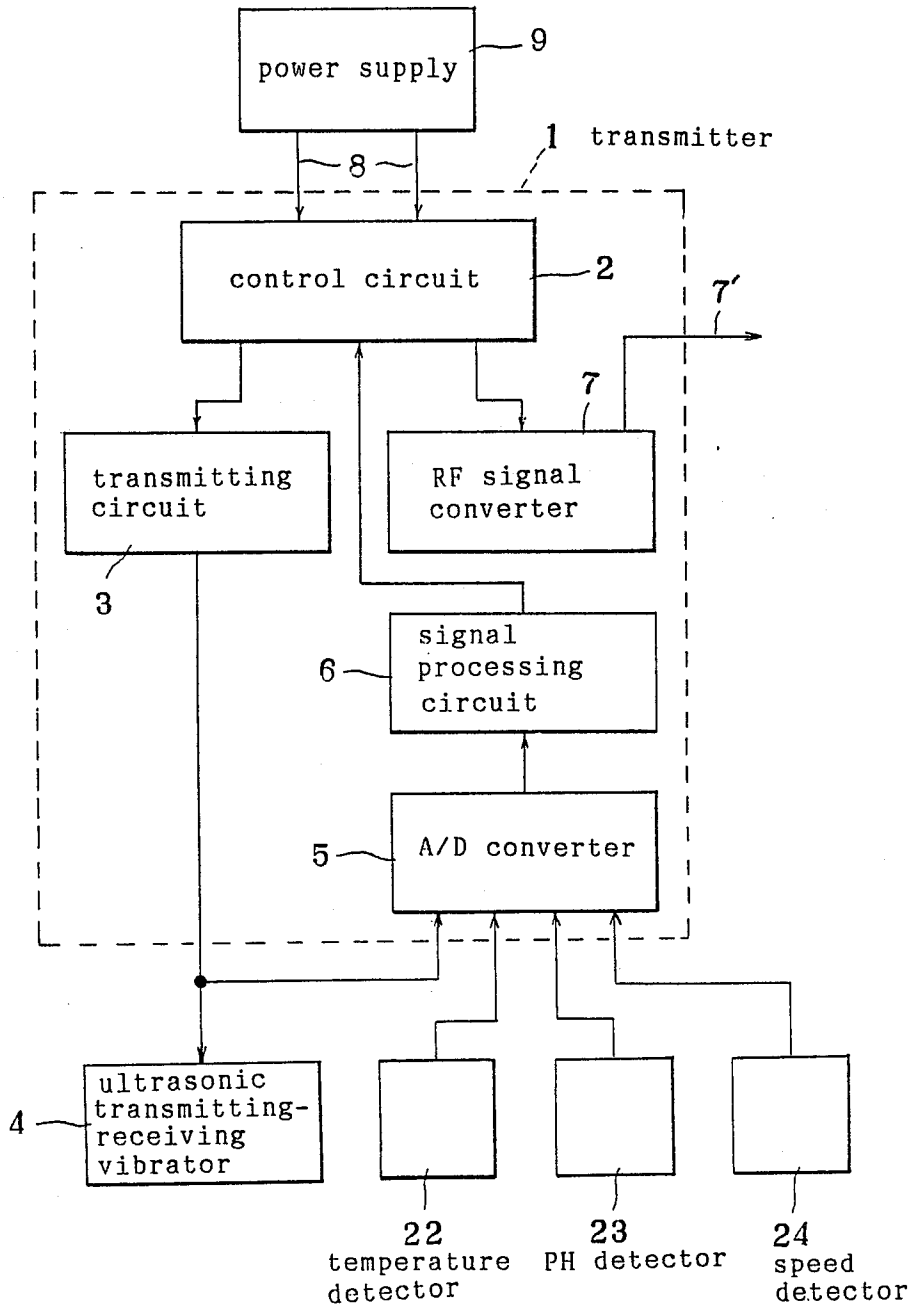 power supply
9
1 transmitter
8
control circuit
2
7′
7
transmitting
circuit
3
RF signal
converter
6
signal
processing
circuit
5
A/D converter
4
ultrasonic
transmitting-
receiving
vibrator
22
temperature
detector
23
PH detector
24
speed
detector